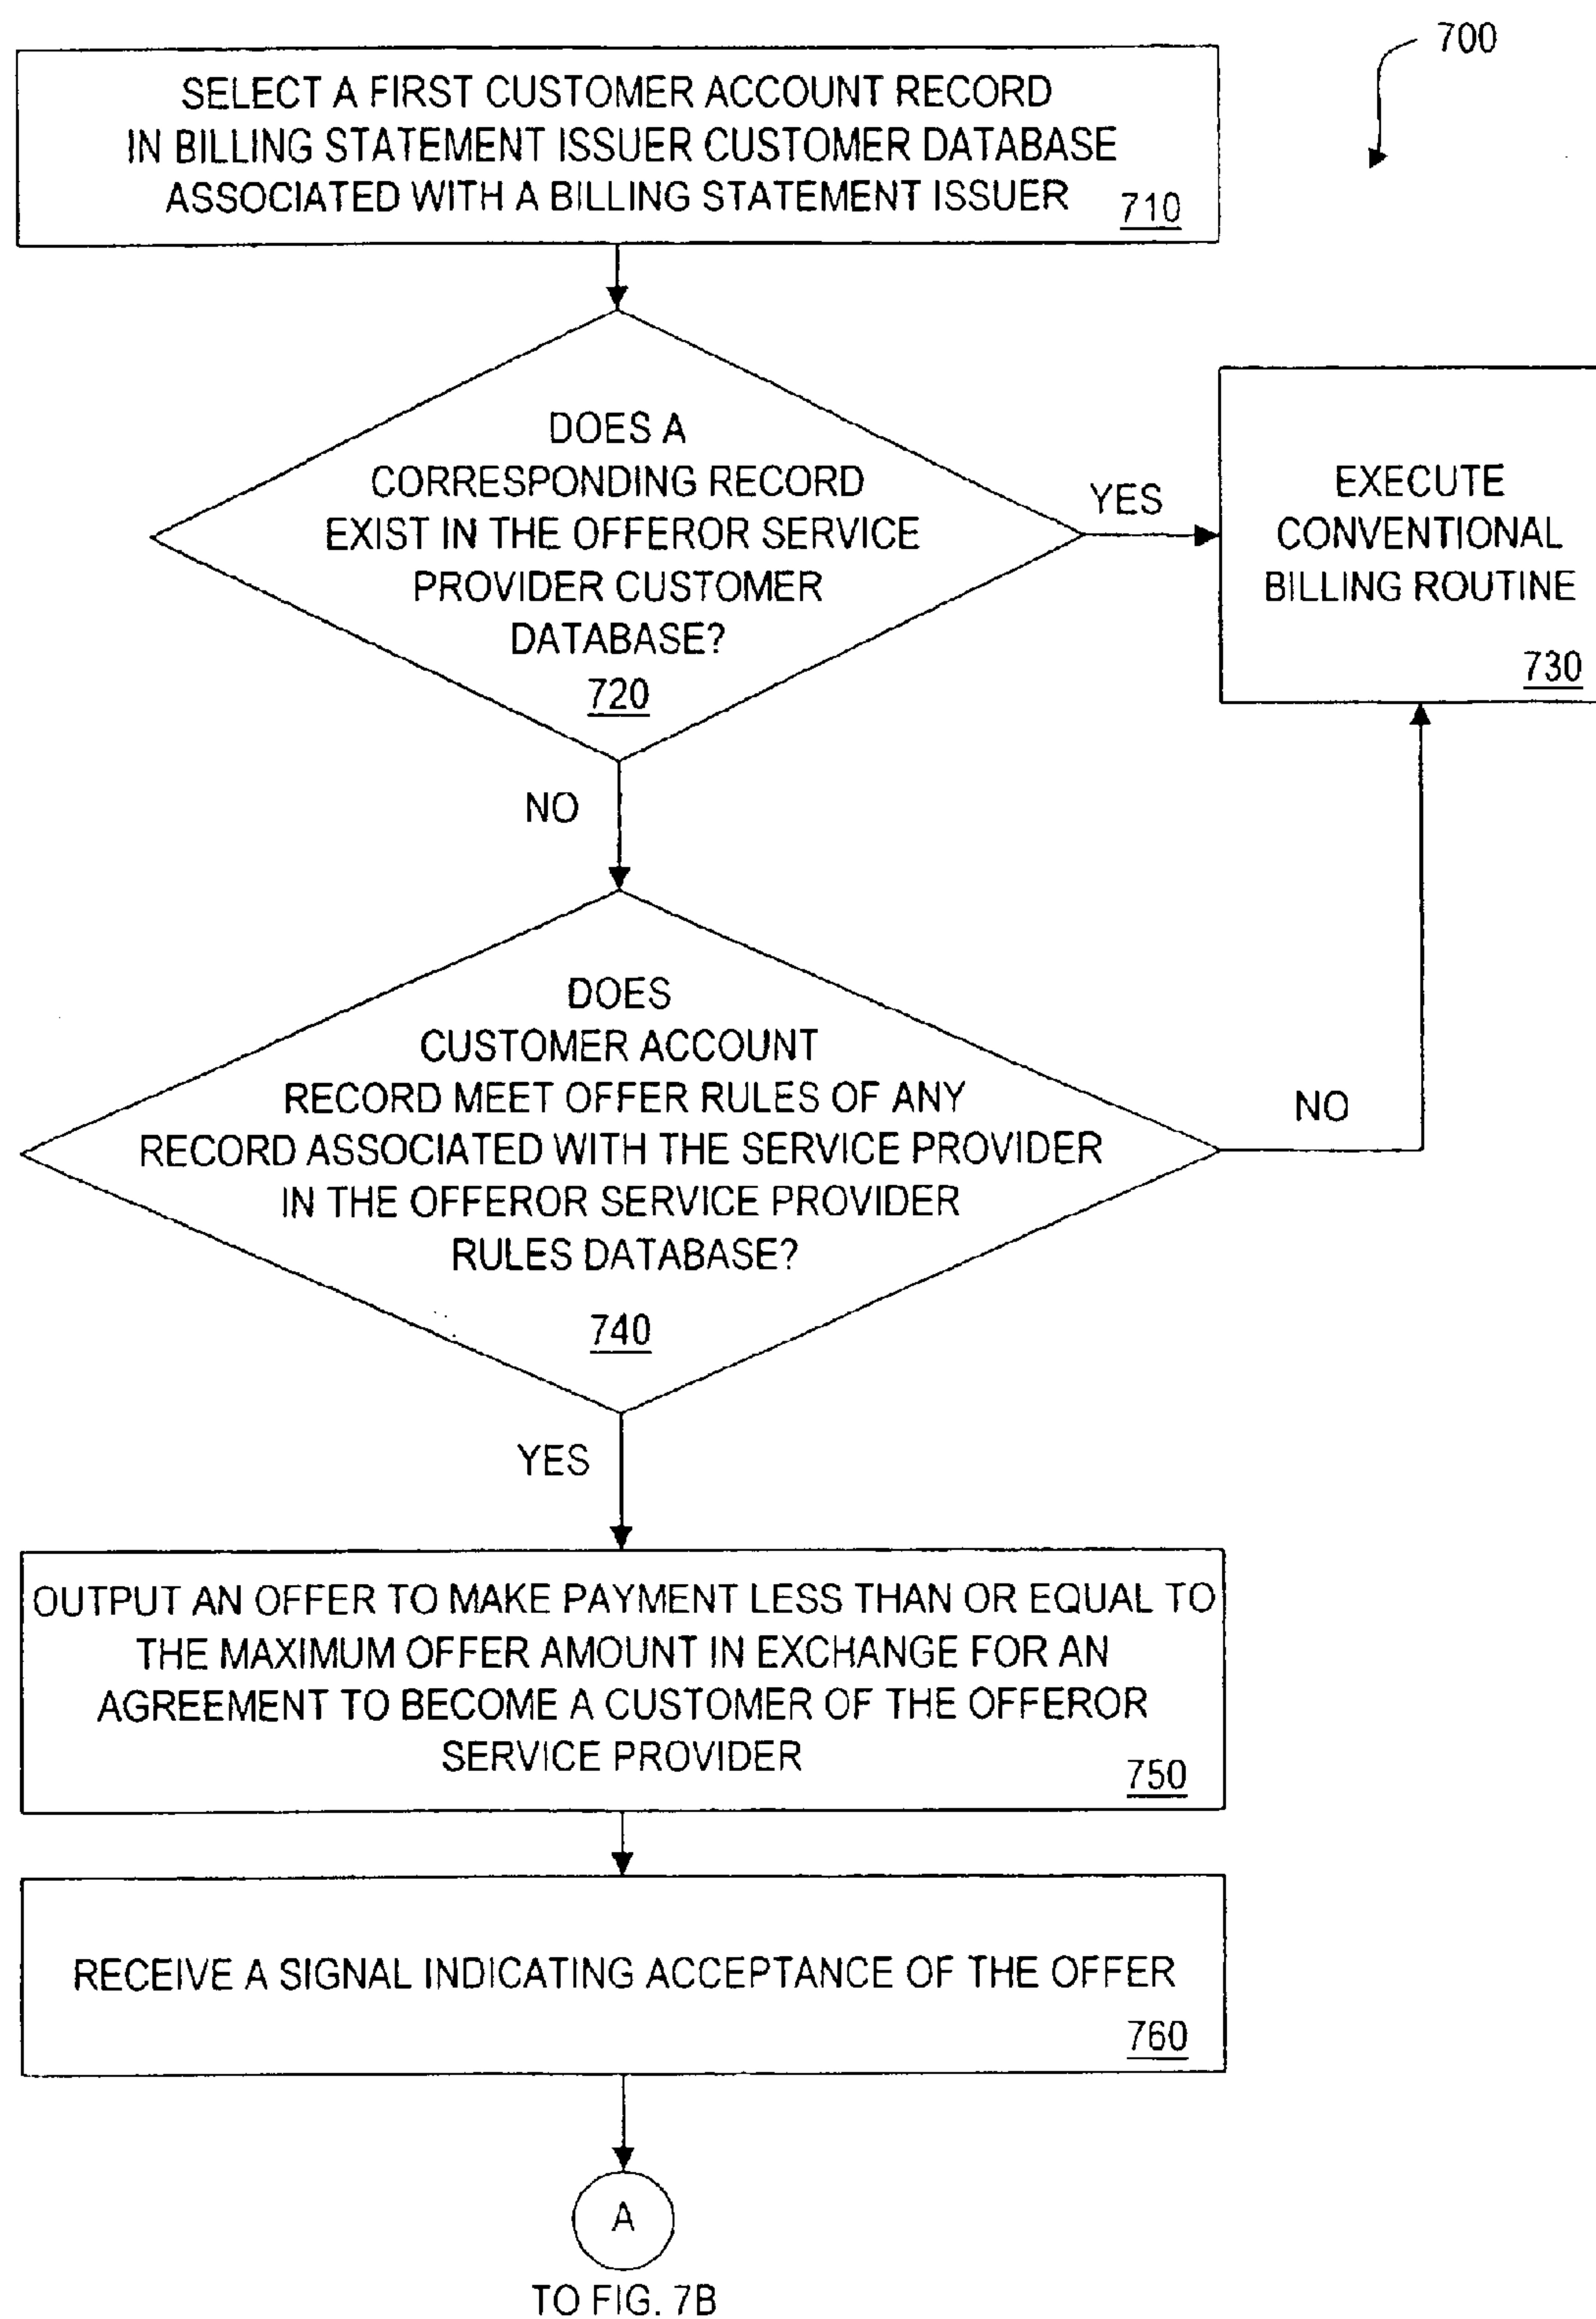 700
SELECT A FIRST CUSTOMER ACCOUNT RECORD
IN BILLING STATEMENT ISSUER CUSTOMER DATABASE
ASSOCIATED WITH A BILLING STATEMENT ISSUER
710
DOES A
CORRESPONDING RECORD
EXIST IN THE OFFEROR SERVICE
PROVIDER CUSTOMER
DATABASE?
720
YES
EXECUTE
CONVENTIONAL
BILLING ROUTINE
730
NO
DOES
CUSTOMER ACCOUNT
RECORD MEET OFFER RULES OF ANY
RECORD ASSOCIATED WITH THE SERVICE PROVIDER
IN THE OFFEROR SERVICE PROVIDER
RULES DATABASE?
740
NO
YES
OUTPUT AN OFFER TO MAKE PAYMENT LESS THAN OR EQUAL TO
THE MAXIMUM OFFER AMOUNT IN EXCHANGE FOR AN
AGREEMENT TO BECOME A CUSTOMER OF THE OFFEROR
SERVICE PROVIDER
750
RECEIVE A SIGNAL INDICATING ACCEPTANCE OF THE OFFER
760
A
TO FIG. 7B